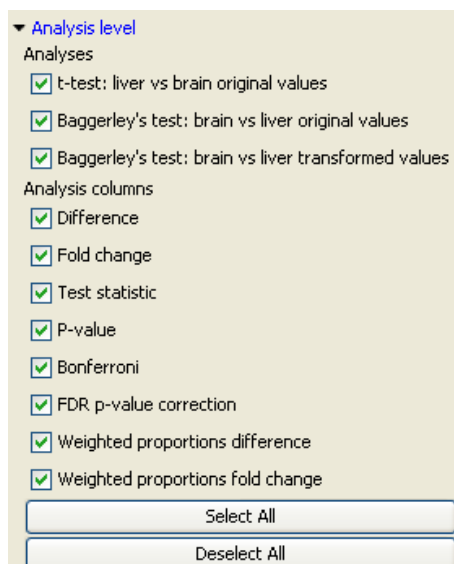 Analysis level
Analyses
t-test: liver vs brain original values
Baggerley's test: brain vs liver original values
Baggerley's test: brain vs liver transformed values
Analysis columns
Difference
Fold change
Test statistic
P-value
Bonferroni
FDR p-value correction
Weighted proportions difference
Weighted proportions fold change
Select All
Deselect All